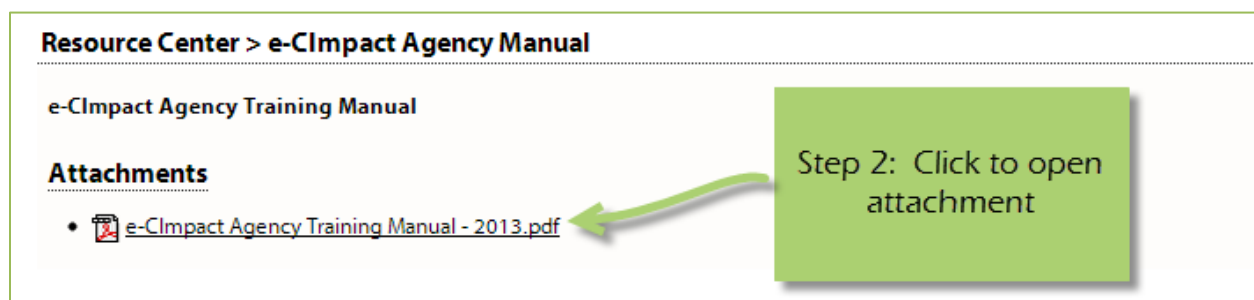 Resource Center > e-CImpact Agency Manual
e-CImpact Agency Training Manual
Attachments
• e-CImpact Agency Training Manual - 2013.pdf
Step 2: Click to open
attachment